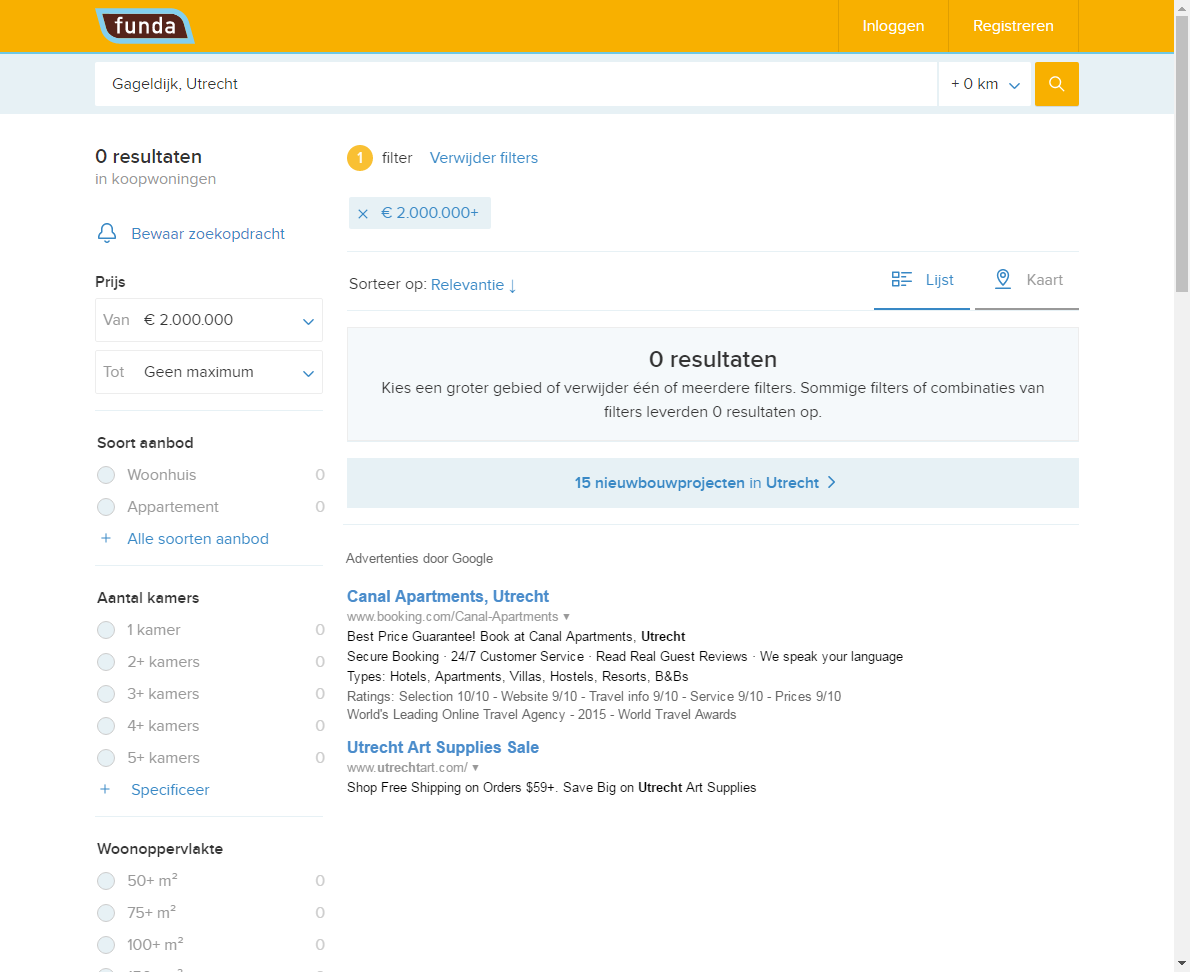 funda
Inloggen
Registreren
Gageldijk, Utrecht
+ 0 km
0 resultaten
in koopwoningen
Bewaar zoekopdracht
Prijs
Van € 2.000.000
Tot Geen maximum
Soort aanbod
Woonhuis 0
Appartement 0
+ Alle soorten aanbod
Aantal kamers
1 kamer 0
2+ kamers 0
3+ kamers 0
4+ kamers 0
5+ kamers 0
+ Specificeer
Woonoppervlakte
50+ m² 0
75+ m² 0
100+ m² 0
1 filter Verwijder filters
× € 2.000.000+
Sorteer op: Relevantie ↓
Lijst
Kaart
0 resultaten
Kies een groter gebied of verwijder één of meerdere filters. Sommige filters of combinaties van
filters leverden 0 resultaten op.
15 nieuwbouwprojecten in Utrecht >
Advertenties door Google
Canal Apartments, Utrecht
www.booking.com/Canal-Apartments ▼
Best Price Guarantee! Book at Canal Apartments, Utrecht
Secure Booking · 24/7 Customer Service · Read Real Guest Reviews · We speak your language
Types: Hotels, Apartments, Villas, Hostels, Resorts, B&Bs
Ratings: Selection 10/10 - Website 9/10 - Travel info 9/10 - Service 9/10 - Prices 9/10
World's Leading Online Travel Agency - 2015 - World Travel Awards
Utrecht Art Supplies Sale
www.utrechtart.com/ ▼
Shop Free Shipping on Orders $59+. Save Big on Utrecht Art Supplies